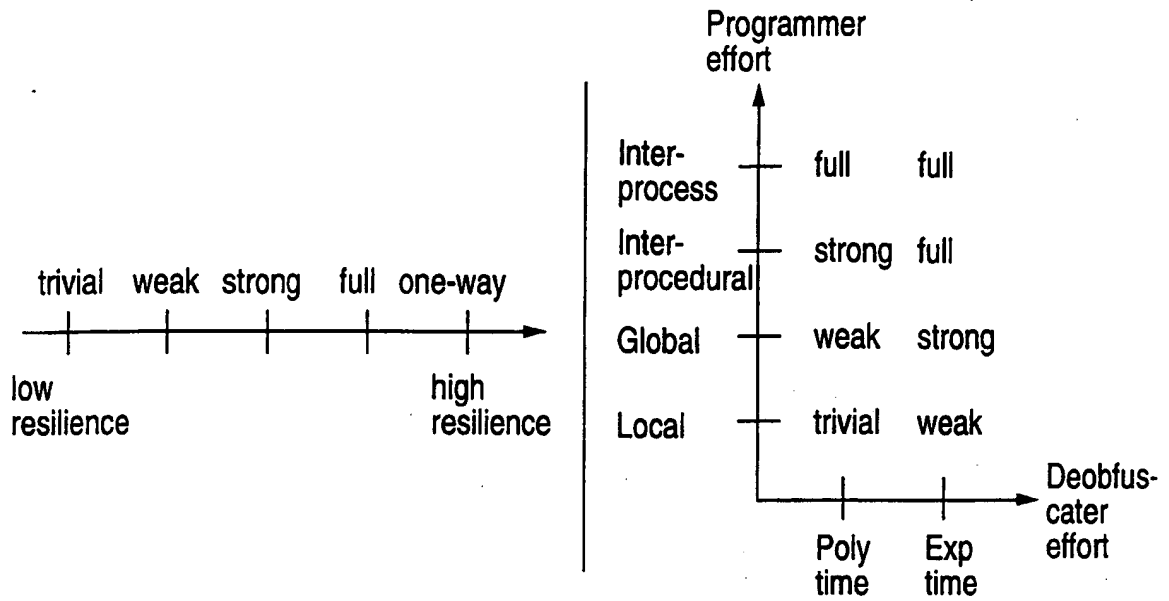 trivial weak strong full one-way
low
resilience
high
resilience
Programmer
effort
Inter-
process
full full
Inter-
procedural
strong full
Global
weak strong
Local
trivial weak
Poly
time
Exp
time
Deobfus-
cater
effort